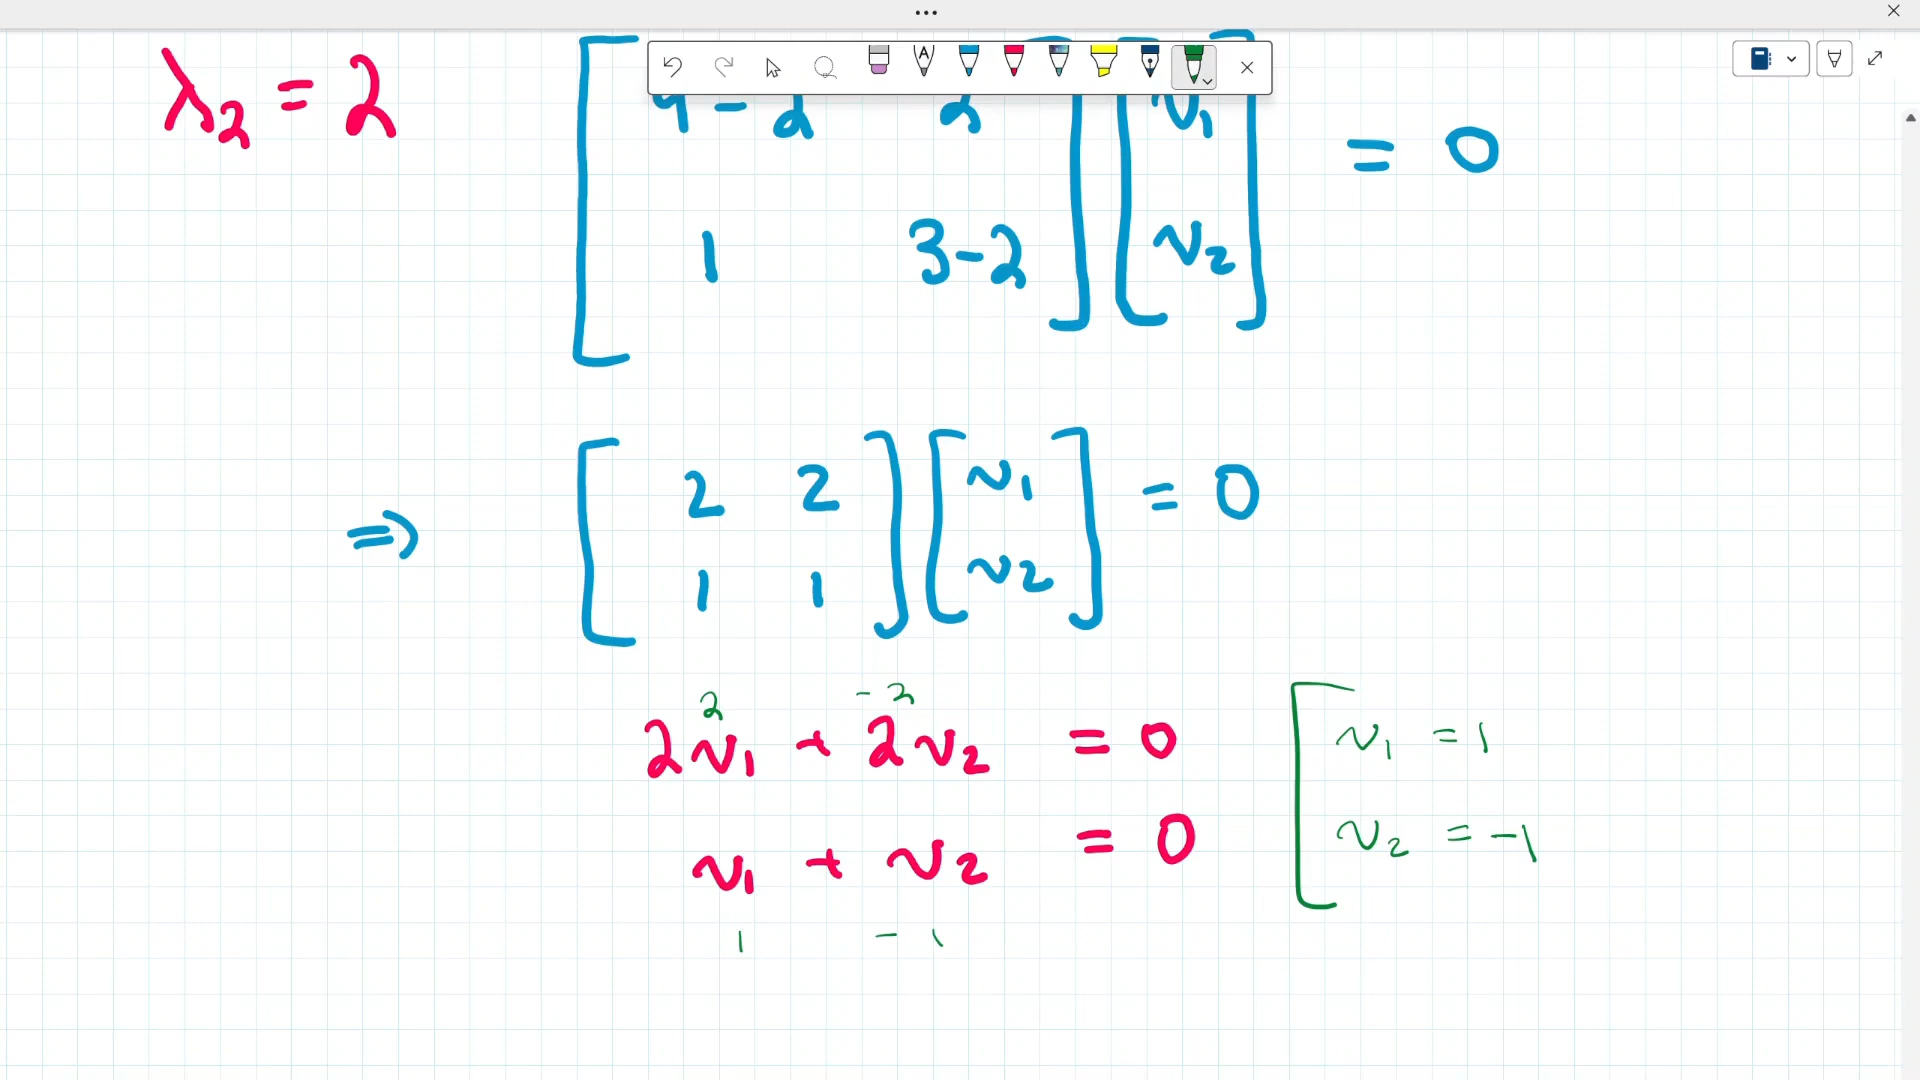 λ₂ = 2
[ 4 - 2 2 ] [ v₁ ] = 0
[ 1 3-2 ] [ v₂ ]
⇒ [ 2 2 ] [ v₁ ] = 0
[ 1 1 ] [ v₂ ]
2 -2
2v₁ + 2v₂ = 0
v₁ + v₂ = 0
1 - 1
[ v₁ = 1
v₂ = -1